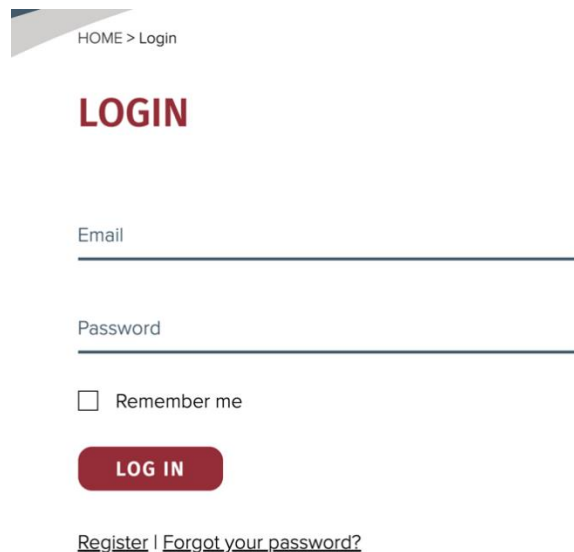 HOME > Login
LOGIN
Email
Password
Remember me
LOG IN
Register | Forgot your password?